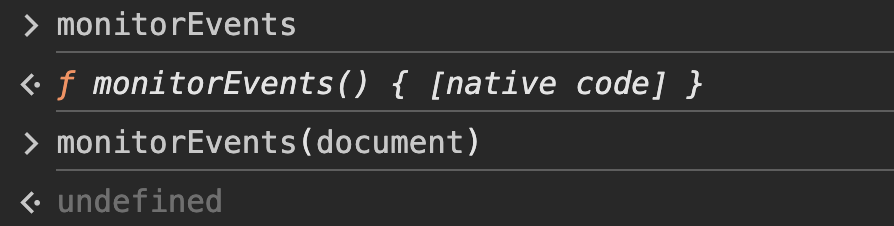 > monitorEvents
<· ƒ monitorEvents() { [native code] }
> monitorEvents(document)
<· undefined